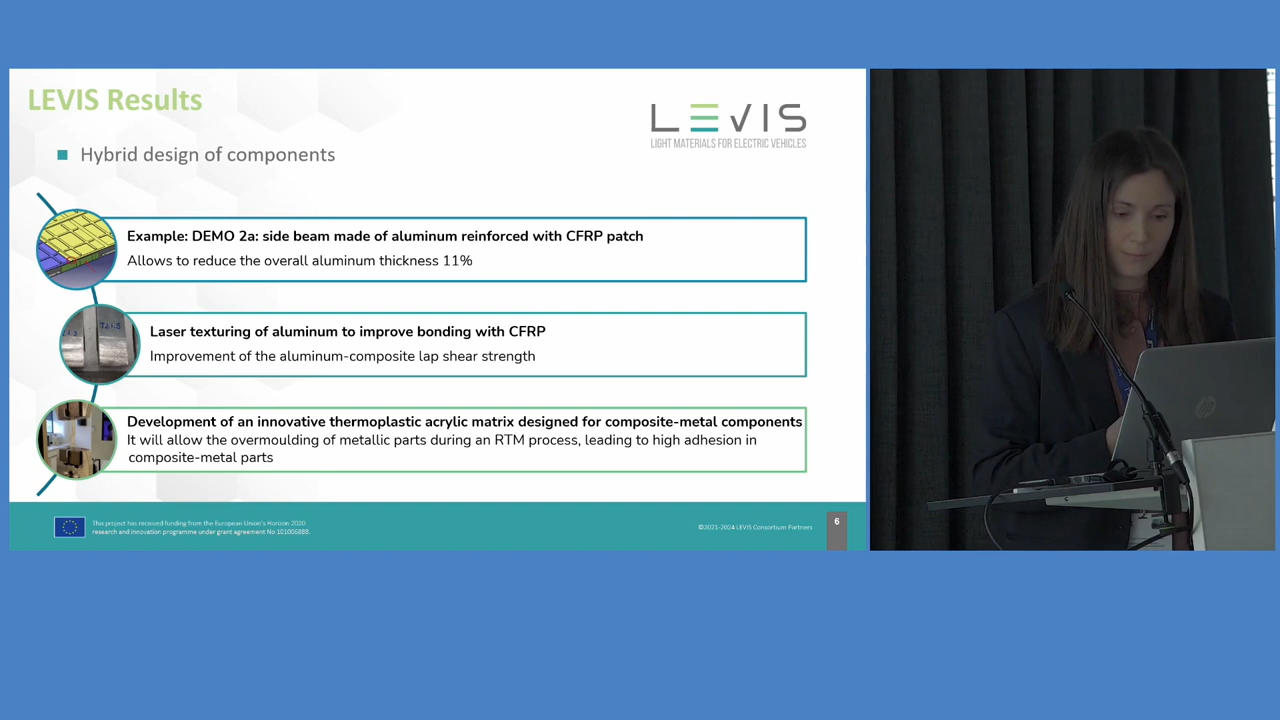 LEVIS Results
LEVIS
LIGHT MATERIALS FOR ELECTRIC VEHICLES
Hybrid design of components
Example: DEMO 2a: side beam made of aluminum reinforced with CFRP patch
Allows to reduce the overall aluminum thickness 11%
Laser texturing of aluminum to improve bonding with CFRP
Improvement of the aluminum-composite lap shear strength
Development of an innovative thermoplastic acrylic matrix designed for composite-metal components
It will allow the overmoulding of metallic parts during an RTM process, leading to high adhesion in
composite-metal parts
This project has received funding from the European Union's Horizon 2020
research and innovation programme under grant agreement No 101006888.
©2021-2024 LEVIS Consortium Partners
6
hp